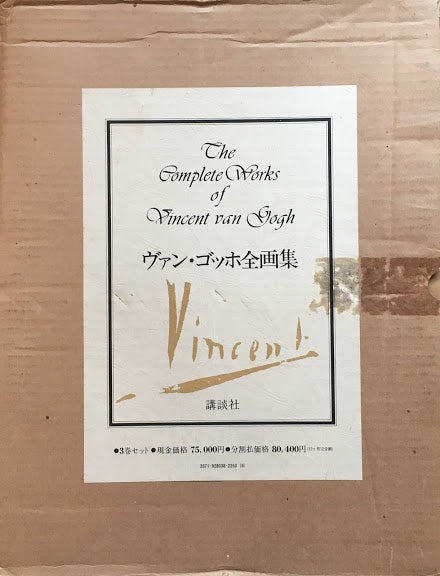 The
Complete Works
of
Vincent van Gogh
ヴァン・ゴッホ全画集
Vincent
講談社
●3巻セット●現金価格 75,000円●分割払価格 80,400円